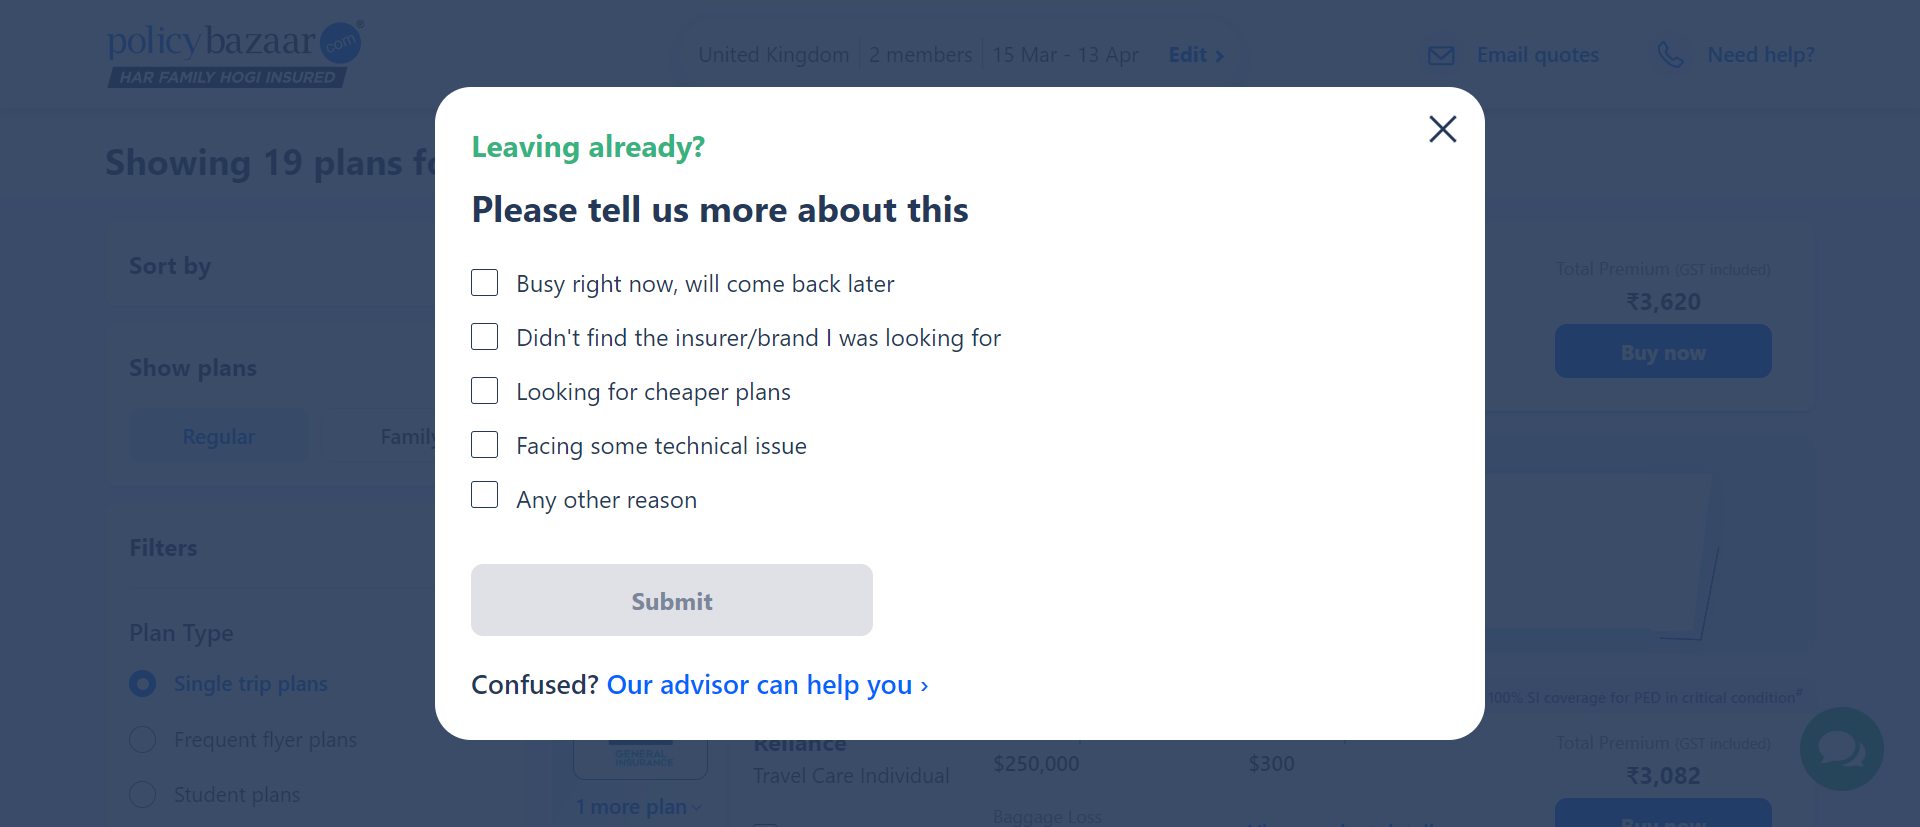 policybazaar com
HAR FAMILY HOGI INSURED
United Kingdom 2 members 15 Mar - 13 Apr Edit ›
Email quotes
Need help?
Showing 19 plans
Leaving already?
Please tell us more about this
Busy right now, will come back later
Didn't find the insurer/brand I was looking for
Looking for cheaper plans
Facing some technical issue
Any other reason
Submit
Confused? Our advisor can help you ›
Sort by
Show plans
Regular
Family
Filters
Plan Type
Single trip plans
Frequent flyer plans
Student plans
Total Premium (GST included)
₹3,620
Buy now
100% SI coverage for PED in critical condition
GENERAL
INSURANCE
1 more plan
Reliance
Travel Care Individual
$250,000
$300
Baggage Loss
Total Premium (GST included)
₹3,082
Buy now